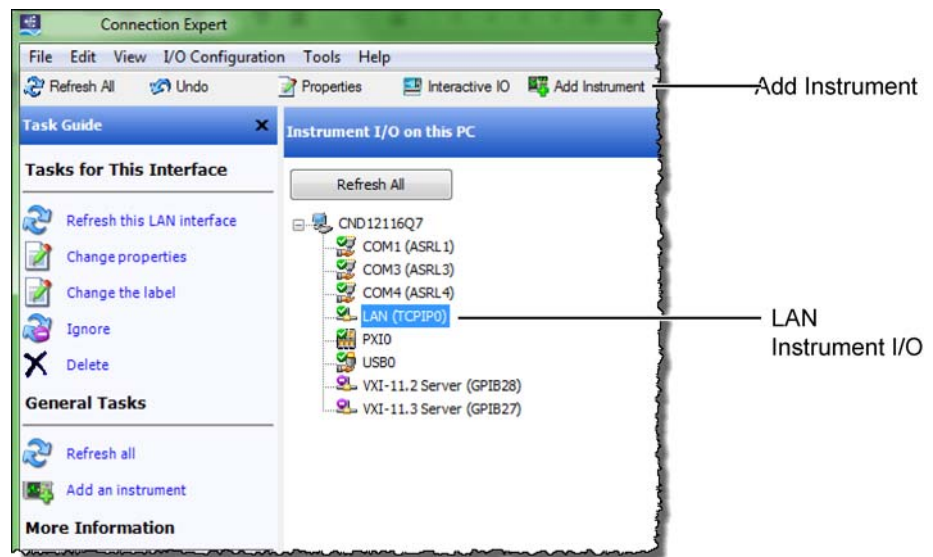 Connection Expert
File Edit View I/O Configuration Tools Help
Refresh All Undo Properties Interactive IO Add Instrument
Add Instrument
Task Guide X
Tasks for This Interface
Refresh this LAN interface
Change properties
Change the label
Ignore
Delete
General Tasks
Refresh all
Add an instrument
More Information
Instrument I/O on this PC
Refresh All
CND12116Q7
COM1 (ASRL1)
COM3 (ASRL3)
COM4 (ASRL4)
LAN (TCPIP0)
PXI0
USB0
VXI-11.2 Server (GPIB28)
VXI-11.3 Server (GPIB27)
LAN
Instrument I/O